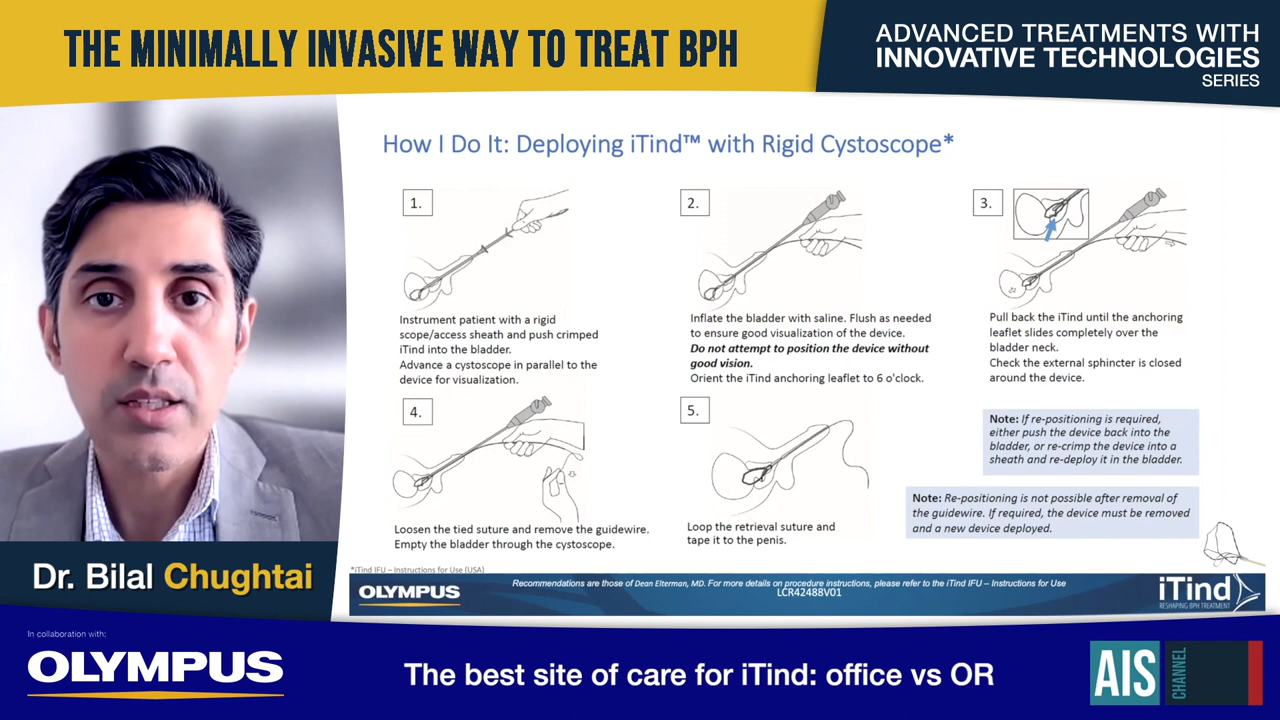 THE MINIMALLY INVASIVE WAY TO TREAT BPH
ADVANCED TREATMENTS WITH
INNOVATIVE TECHNOLOGIES
SERIES
How I Do It: Deploying iTind™ with Rigid Cystoscope*
1.
Instrument patient with a rigid
scope/access sheath and push crimped
iTind into the bladder.
Advance a cystoscope in parallel to the
device for visualization.
2.
Inflate the bladder with saline. Flush as needed
to ensure good visualization of the device.
Do not attempt to position the device without
good vision.
Orient the iTind anchoring leaflet to 6 o'clock.
3.
Pull back the iTind until the anchoring
leaflet slides completely over the
bladder neck.
Check the external sphincter is closed
around the device.
4.
Loosen the tied suture and remove the guidewire.
Empty the bladder through the cystoscope.
5.
Loop the retrieval suture and
tape it to the penis.
Note: If re-positioning is required,
either push the device back into the
bladder, or re-crimp the device into a
sheath and re-deploy it in the bladder.
Note: Re-positioning is not possible after removal of
the guidewire. If required, the device must be removed
and a new device deployed.
*iTind IFU – Instructions for Use (USA)
Recommendations are those of Dean Elterman, MD. For more details on procedure instructions, please refer to the iTind IFU – Instructions for Use
LCR42488V01
OLYMPUS
iTind
RESHAPING BPH TREATMENT
Dr. Bilal Chughtai
In collaboration with:
OLYMPUS
The best site of care for iTind: office vs OR
AIS
CHANNEL